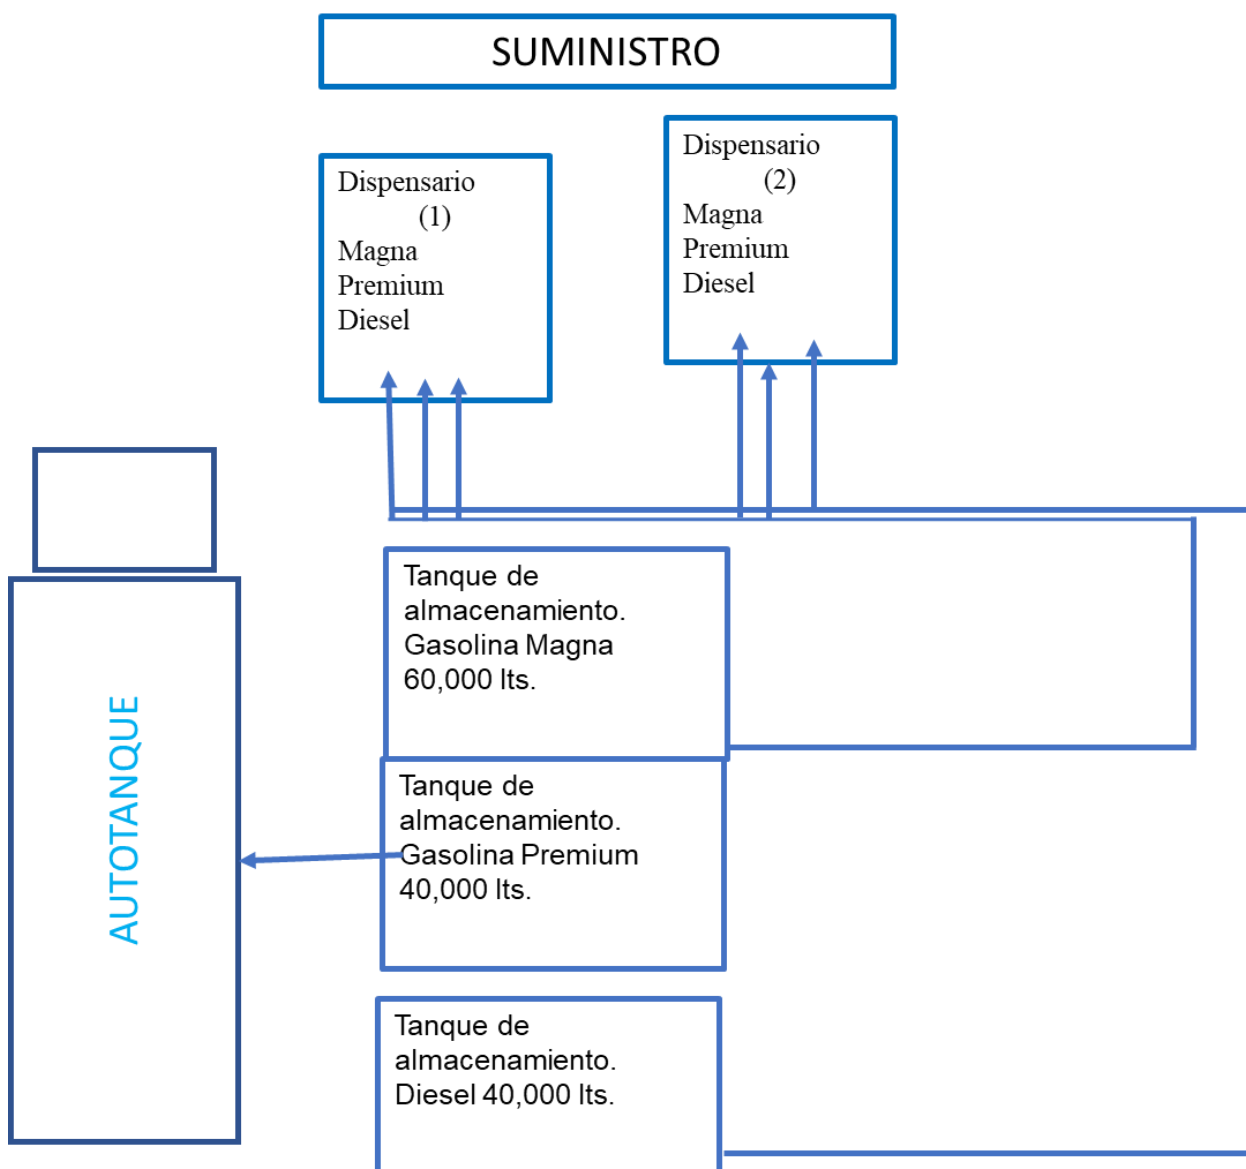 SUMINISTRO
Dispensario
(1)
Magna
Premium
Diesel
Dispensario
(2)
Magna
Premium
Diesel
AUTOTANQUE
Tanque de
almacenamiento.
Gasolina Magna
60,000 lts.
Tanque de
almacenamiento.
Gasolina Premium
40,000 lts.
Tanque de
almacenamiento.
Diesel 40,000 lts.